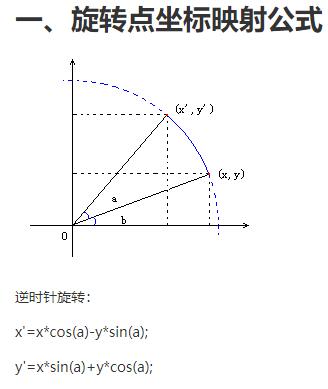 一、旋转点坐标映射公式
(x′, y′)
(x, y)
a
b
0
逆时针旋转：
x'=x*cos(a)-y*sin(a);
y'=x*sin(a)+y*cos(a);